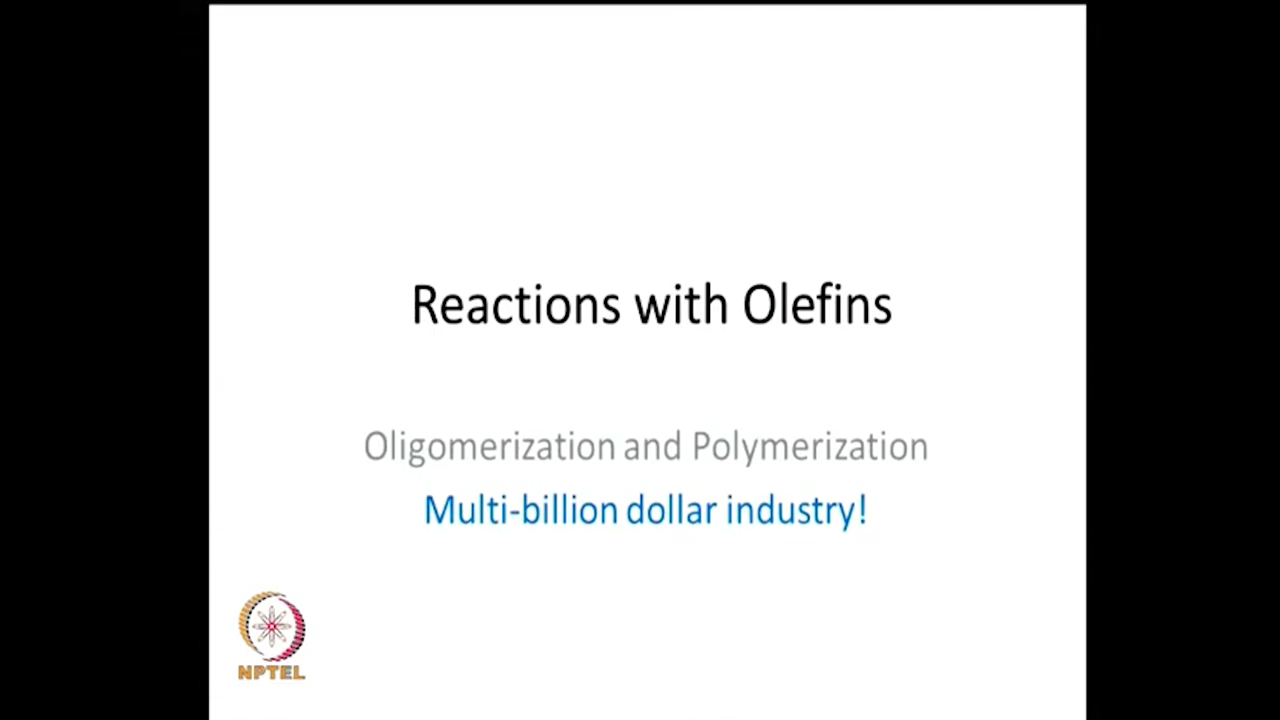 Reactions with Olefins
Oligomerization and Polymerization
Multi-billion dollar industry!
NPTEL